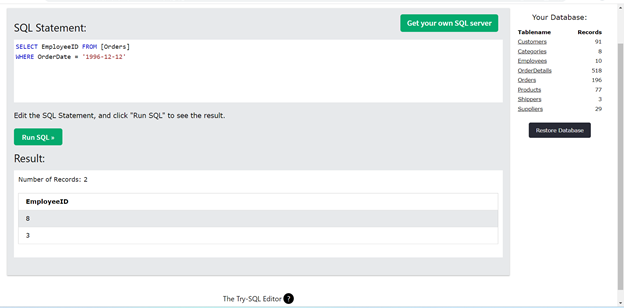 SQL Statement:
Get your own SQL server
SELECT EmployeeID FROM [Orders]
WHERE OrderDate = '1996-12-12'
Edit the SQL Statement, and click "Run SQL" to see the result.
Run SQL »
Result:
Number of Records: 2
EmployeeID
8
3
The Try-SQL Editor ?
Your Database:
Tablename Records
Customers 91
Categories 8
Employees 10
OrderDetails 518
Orders 196
Products 77
Shippers 3
Suppliers 29
Restore Database